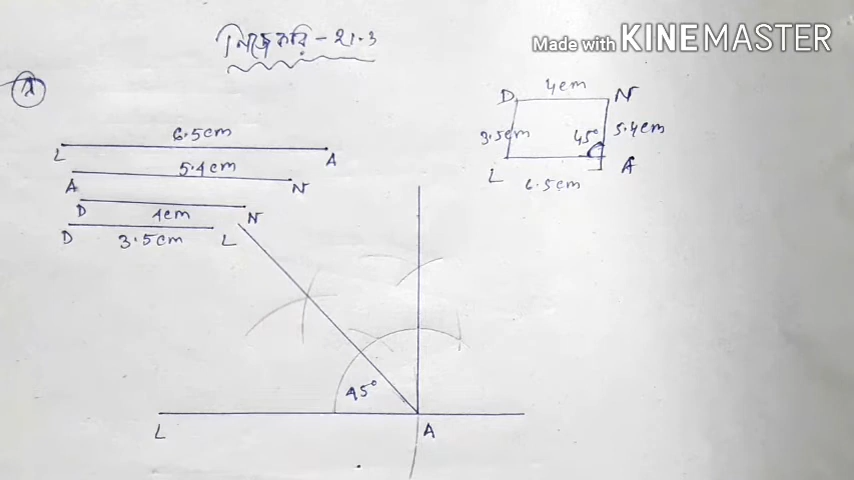 নিজে করি - ২১.৩
Made with KINEMASTER
D 4cm N
3.5cm 45° 5.4cm
L A
6.5cm
6.5cm
L A
5.4cm
A N
D 4cm N
D 3.5cm L
45°
L A